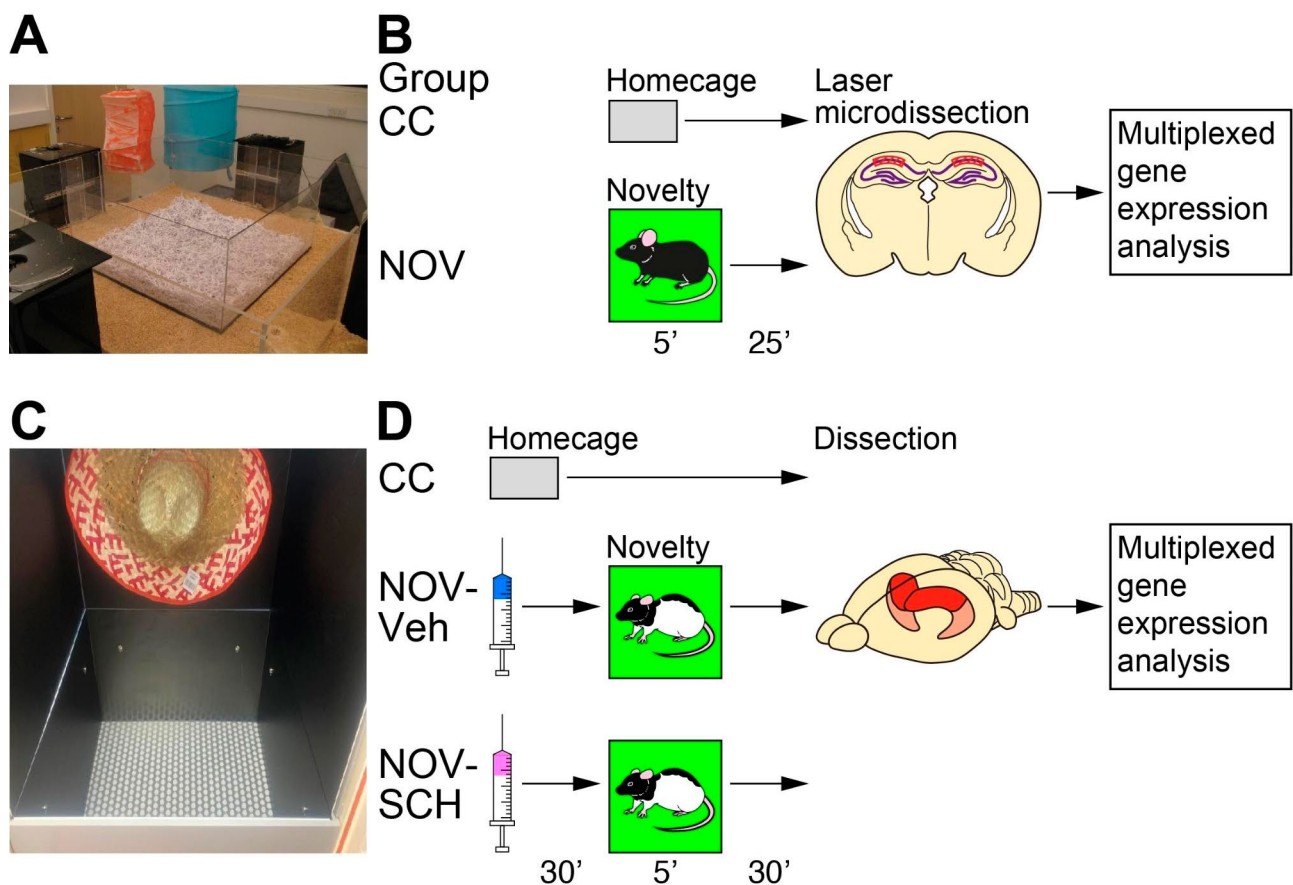 A
B
Group
CC
Homecage
Laser
microdissection
Multiplexed
gene
expression
analysis
Novelty
NOV
5’
25’
C
D
Homecage
Dissection
CC
NOV-
Veh
Novelty
Multiplexed
gene
expression
analysis
NOV-
SCH
30’
5’
30’